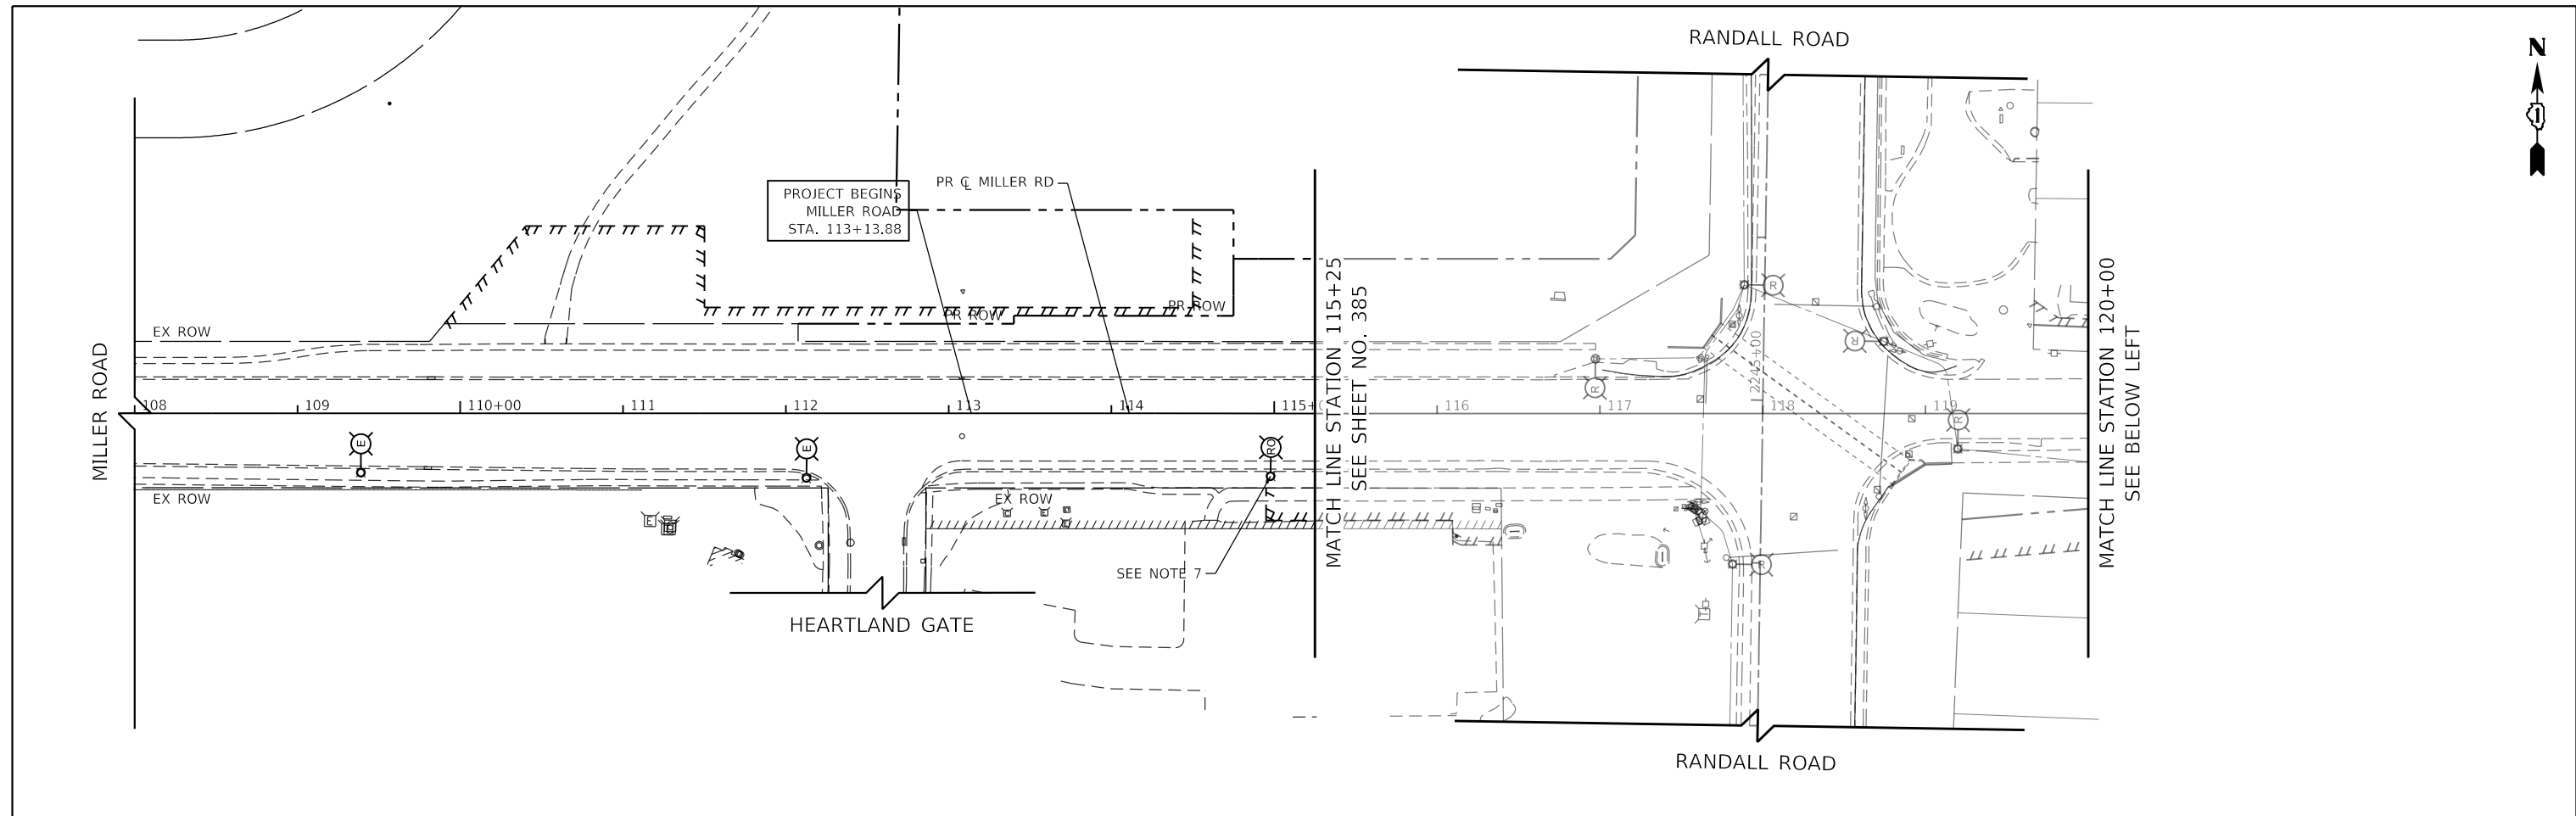 RANDALL ROAD
N
1
PROJECT BEGINS
MILLER ROAD
STA. 113+13.88
PR ℄ MILLER RD
EX ROW
PR ROW
PR ROW
MILLER ROAD
108
109
110+00
111
112
113
114
115+0
116
117
118
119
2245+00
MATCH LINE STATION 115+25
SEE SHEET NO. 385
MATCH LINE STATION 120+00
SEE BELOW LEFT
R
R
R
R
R
E
E
RO
EX ROW
EX ROW
E
T
SEE NOTE 7
HEARTLAND GATE
RANDALL ROAD